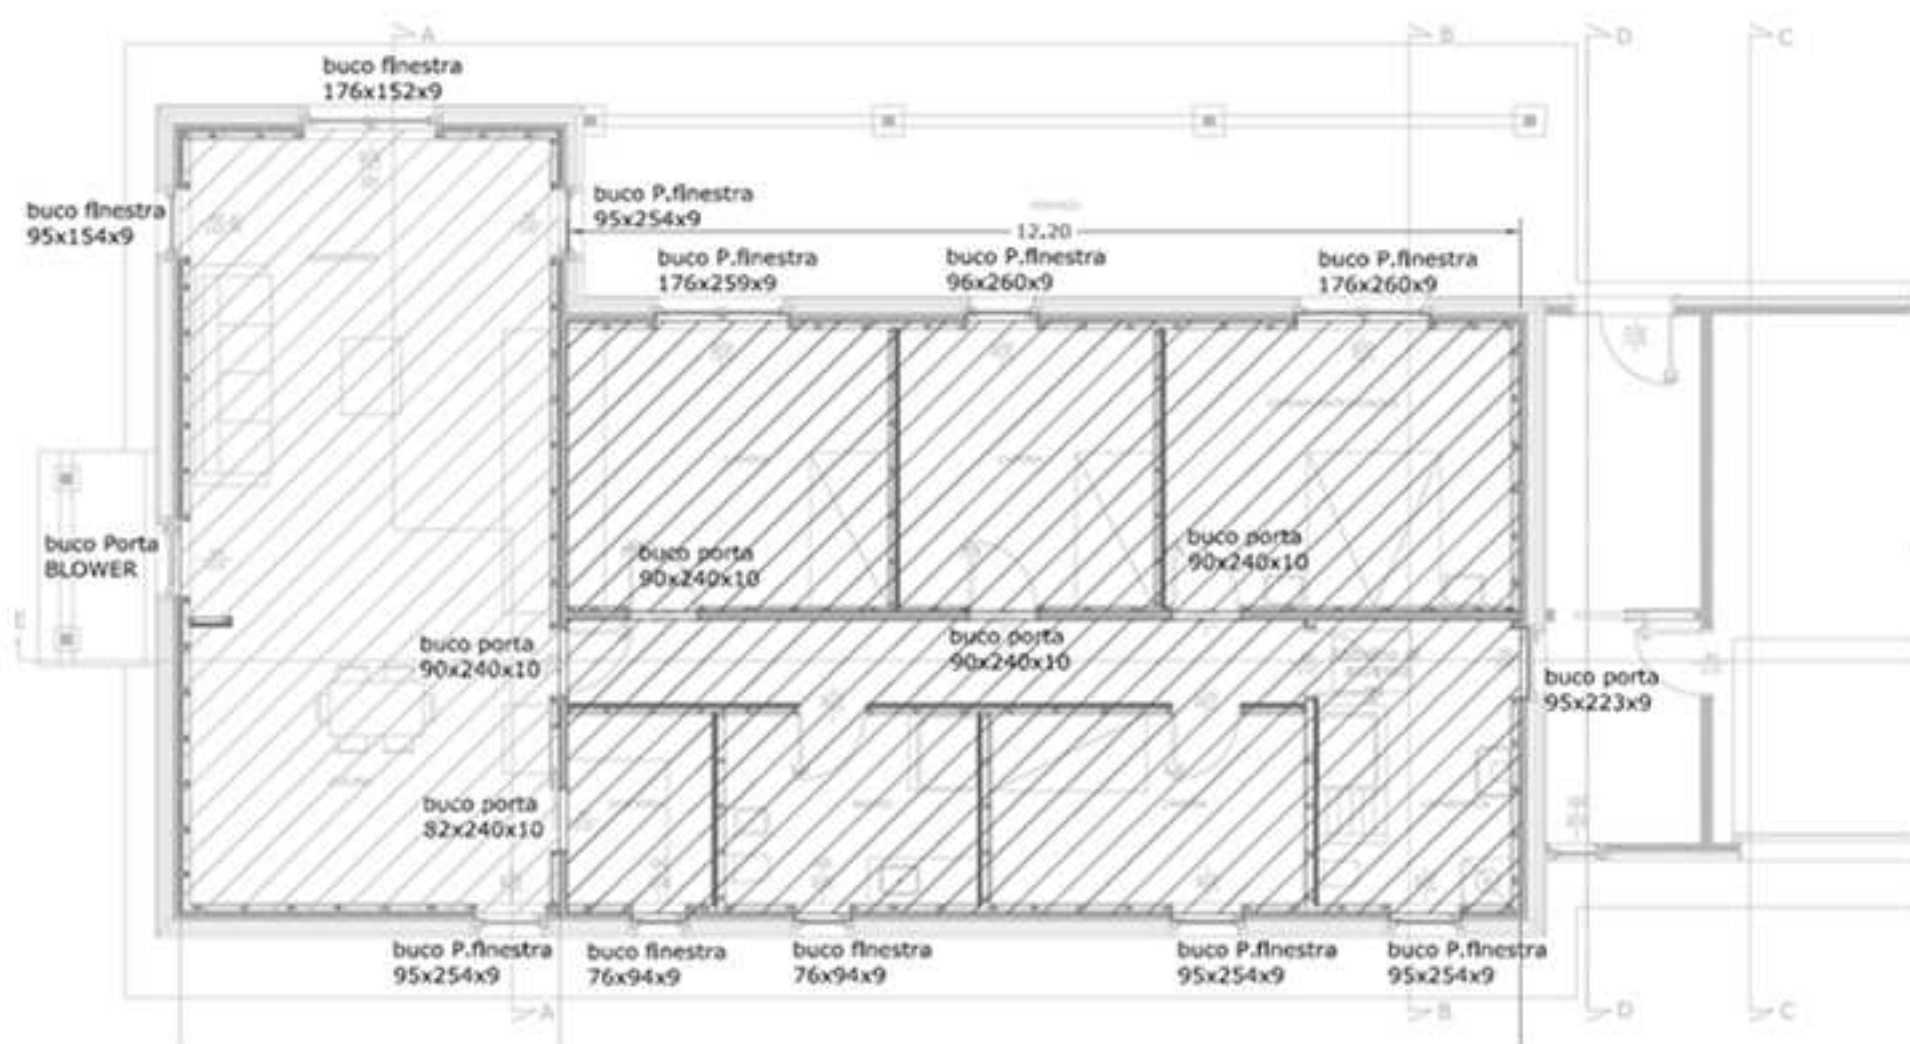 A
B
D
C
buco finestra
176x152x9
buco finestra
95x154x9
buco P.finestra
95x254x9
12.20
buco P.finestra
176x259x9
buco P.finestra
96x260x9
buco P.finestra
176x260x9
buco Porta
BLOWER
buco porta
90x240x10
buco porta
90x240x10
buco porta
90x240x10
buco porta
90x240x10
buco porta
95x223x9
buco porta
82x240x10
buco P.finestra
95x254x9
buco finestra
76x94x9
buco finestra
76x94x9
buco P.finestra
95x254x9
buco P.finestra
95x254x9
A
B
D
C